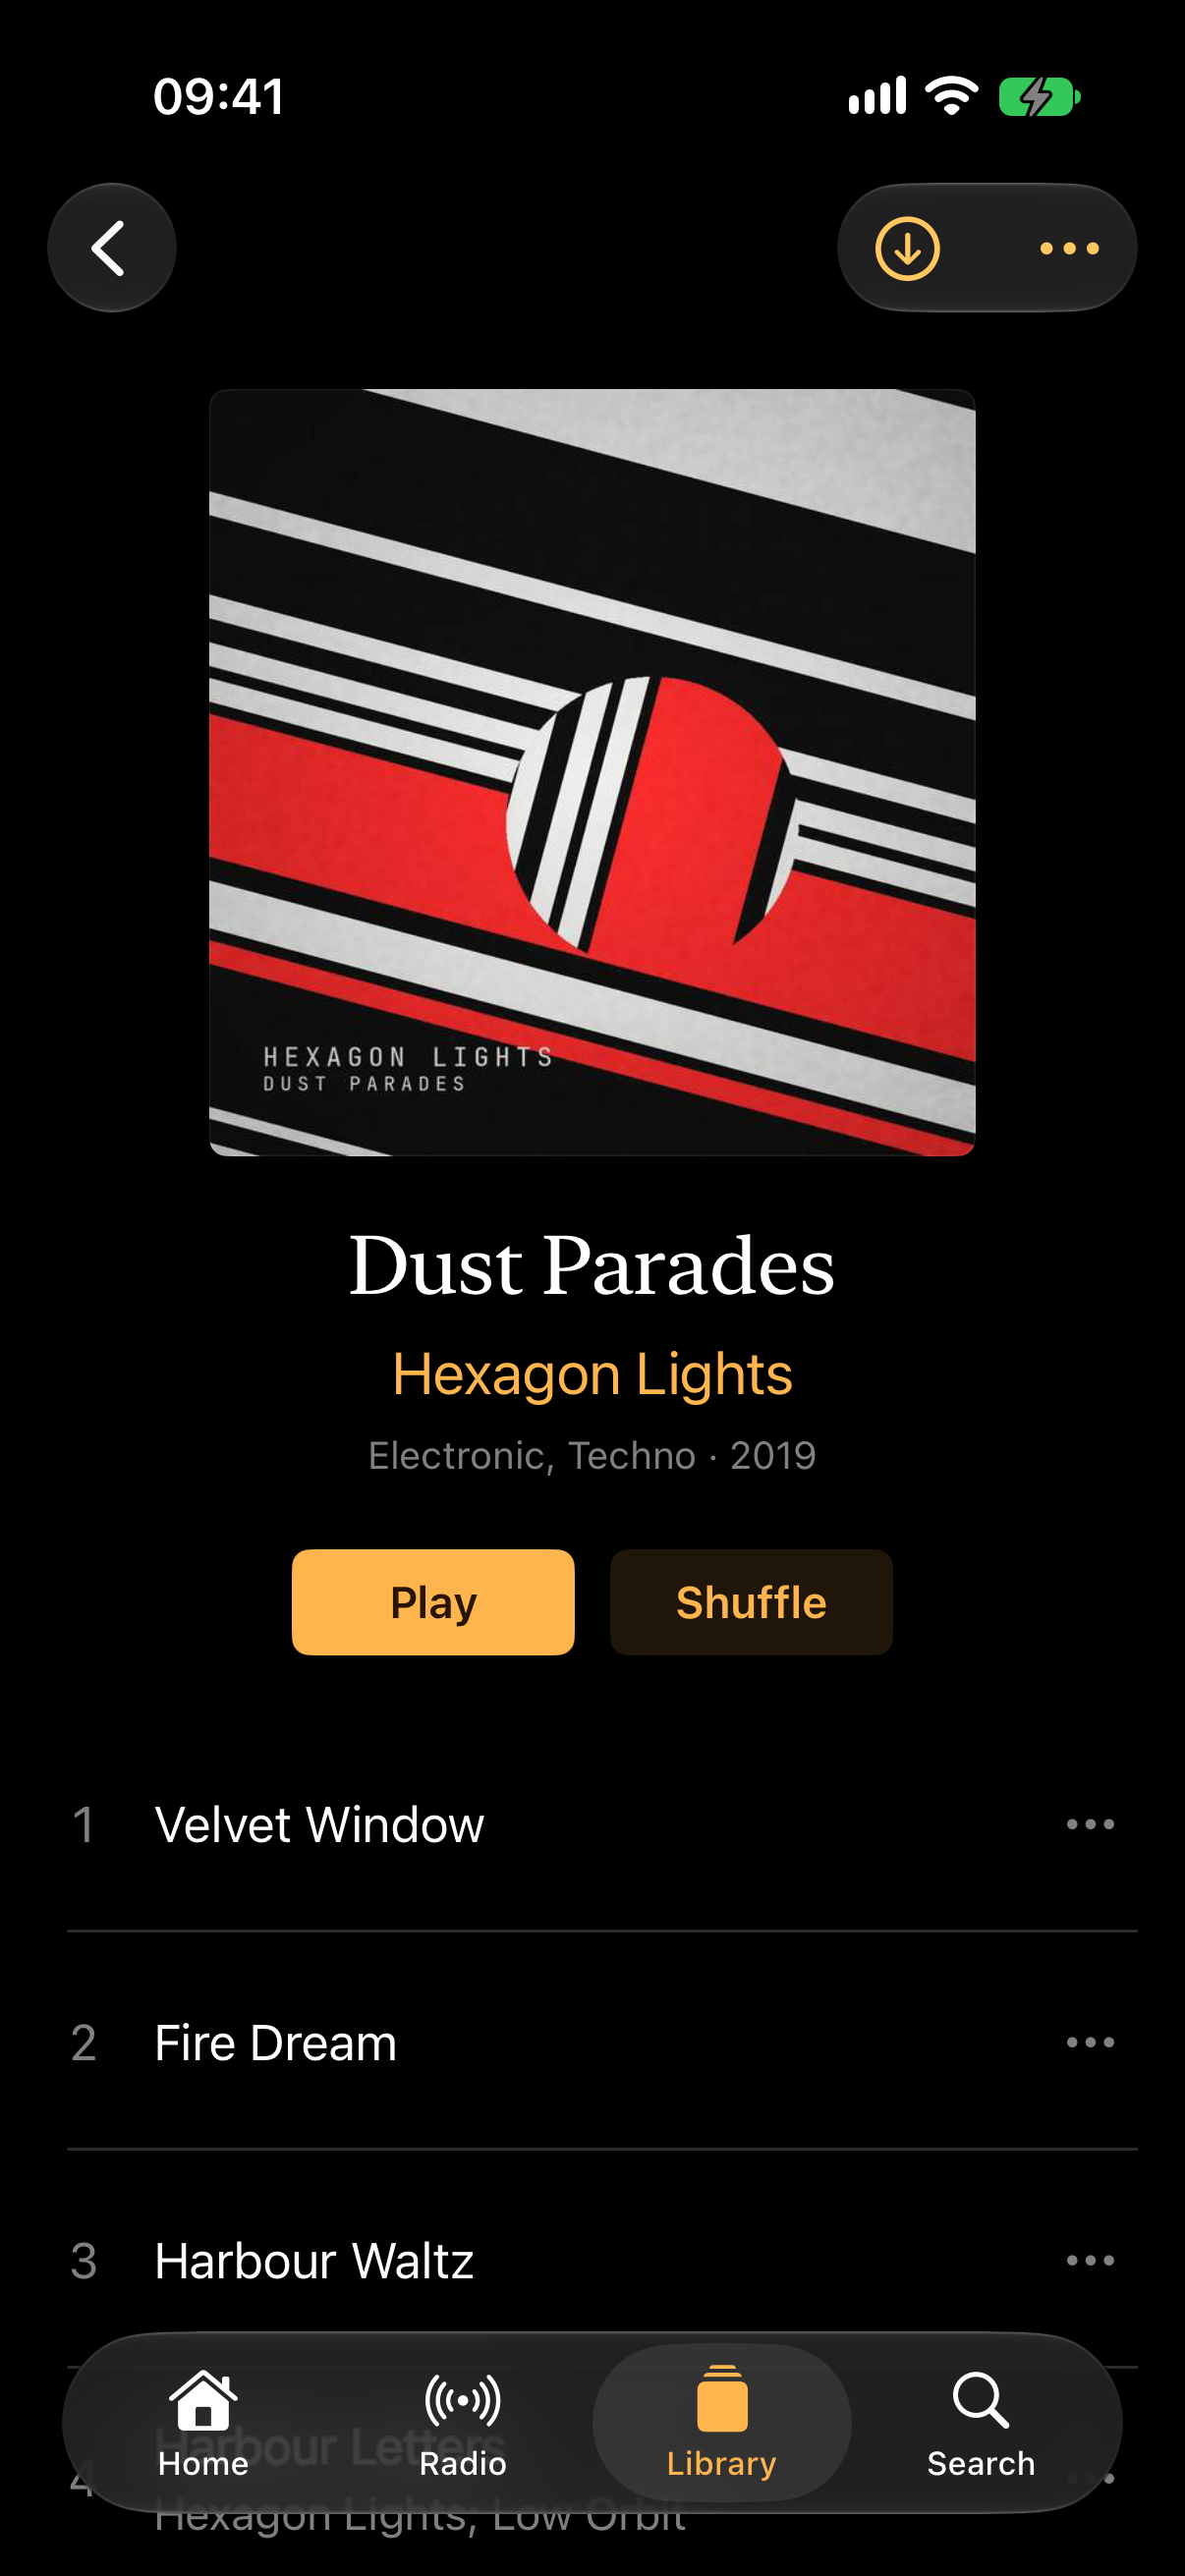 09:41
HEXAGON LIGHTS
DUST PARADES
Dust Parades
Hexagon Lights
Electronic, Techno · 2019
Play Shuffle
1 Velvet Window
2 Fire Dream
3 Harbour Waltz
4 Harbour Letters
Hexagon Lights; Low Orbit
Home Radio Library Search